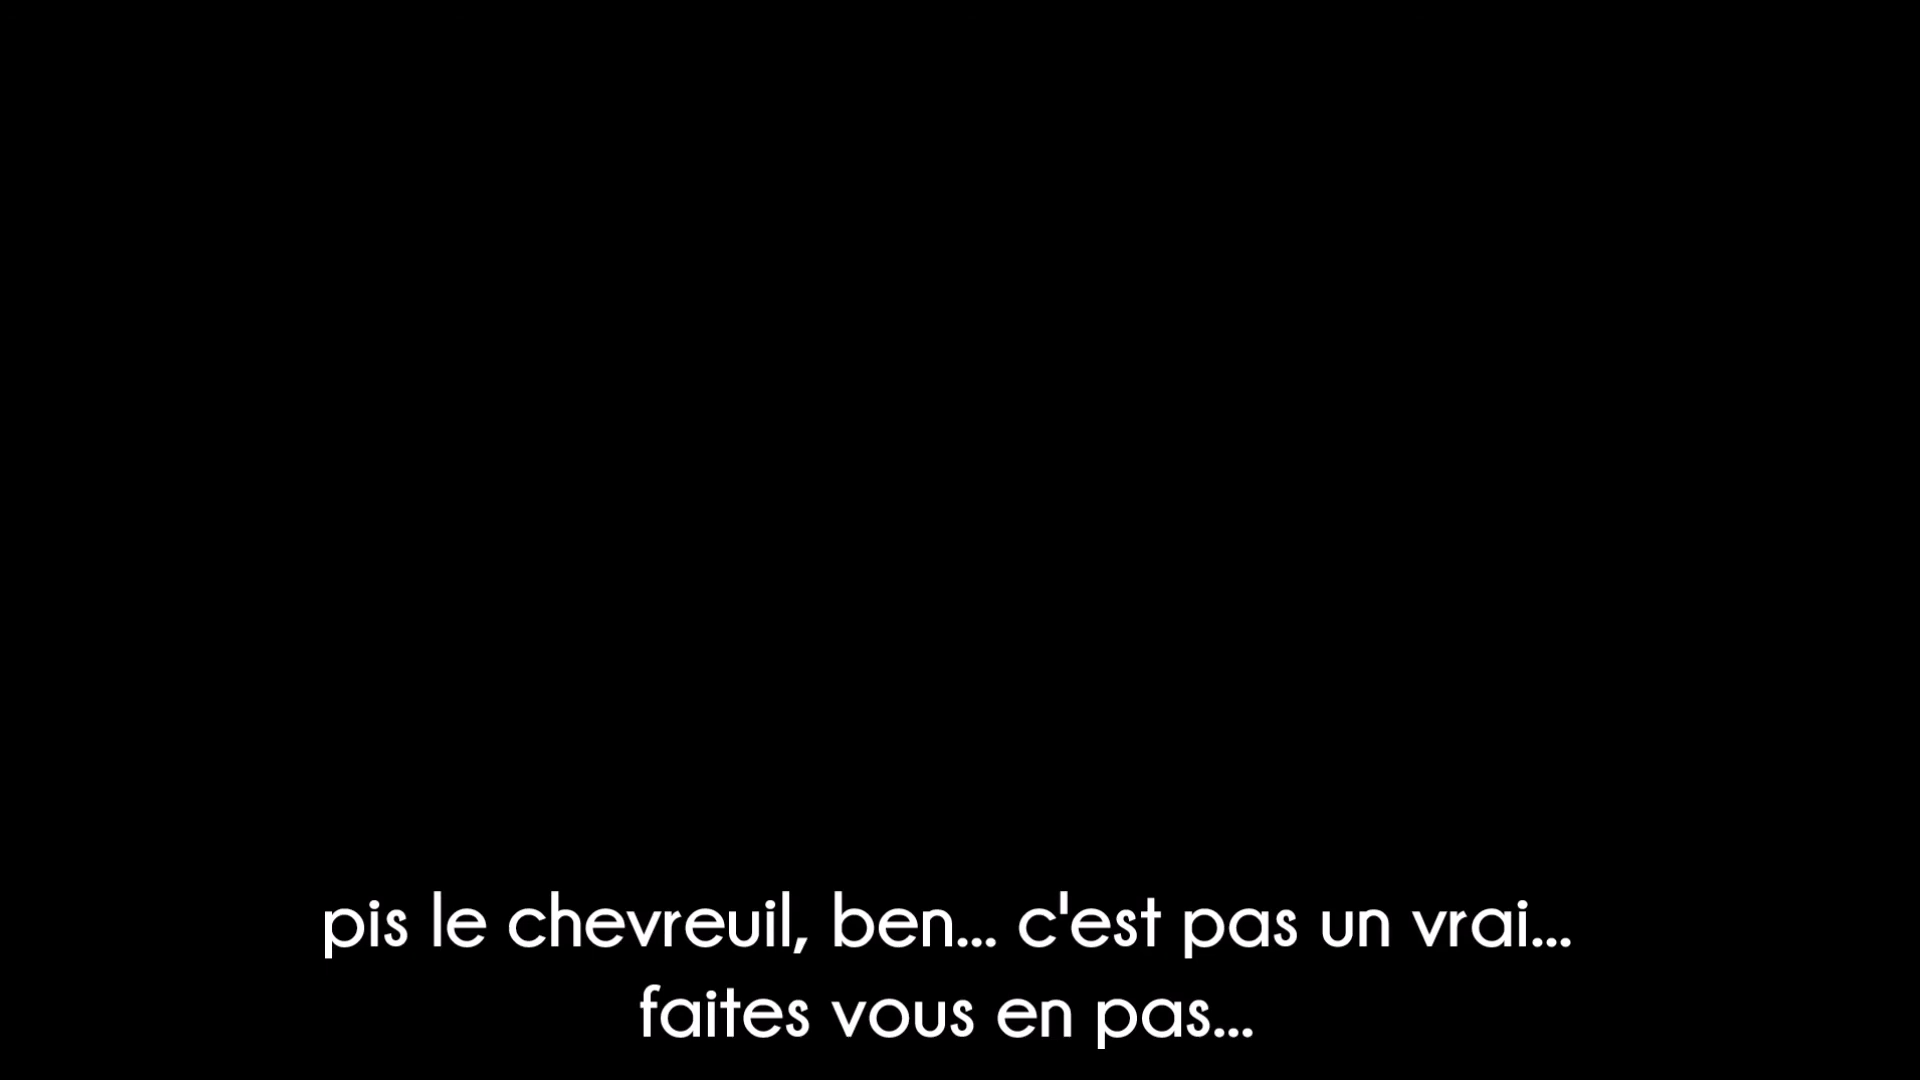 pis le chevreuil, ben... c'est pas un vrai...
faites vous en pas...